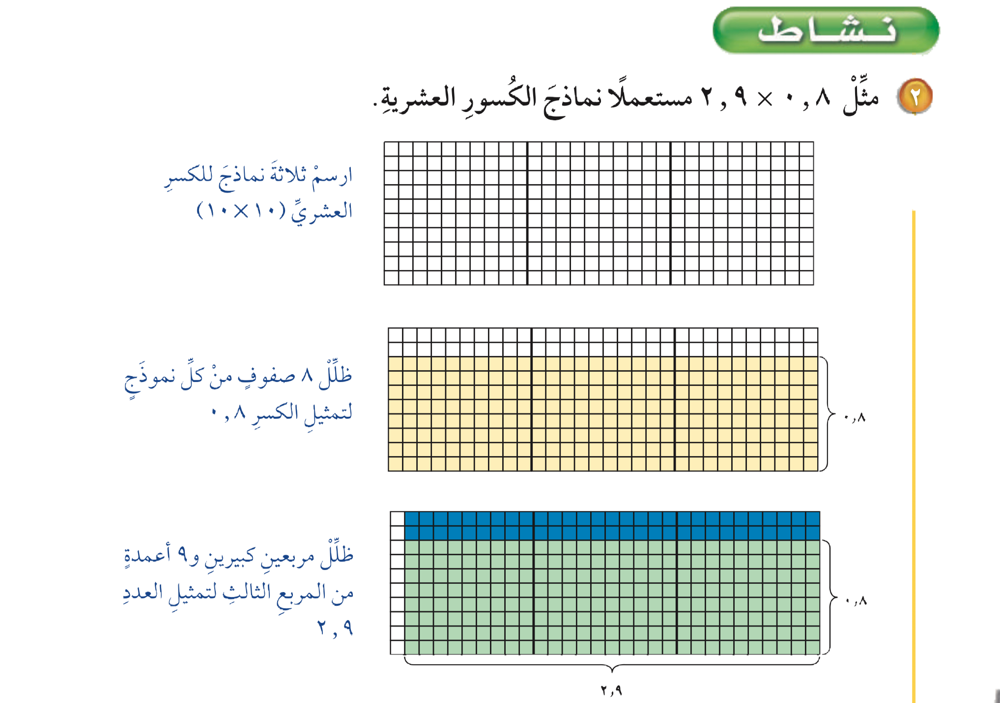 نشاط
٢ مثِّلْ ٠,٨ × ٢,٩ مستعملًا نماذجَ الكُسورِ العشريةِ.
ارسمْ ثلاثةَ نماذجَ للكسرِ
العشريِّ (١٠×١٠)
ظلِّلْ ٨ صفوفٍ منْ كلِّ نموذَجٍ
لتمثيلِ الكسرِ ٠,٨
٠,٨
ظلِّلْ مربعينِ كبيرينِ و٩ أعمدةٍ
من المربعِ الثالثِ لتمثيلِ العددِ
٢,٩
٠,٨
٢,٩